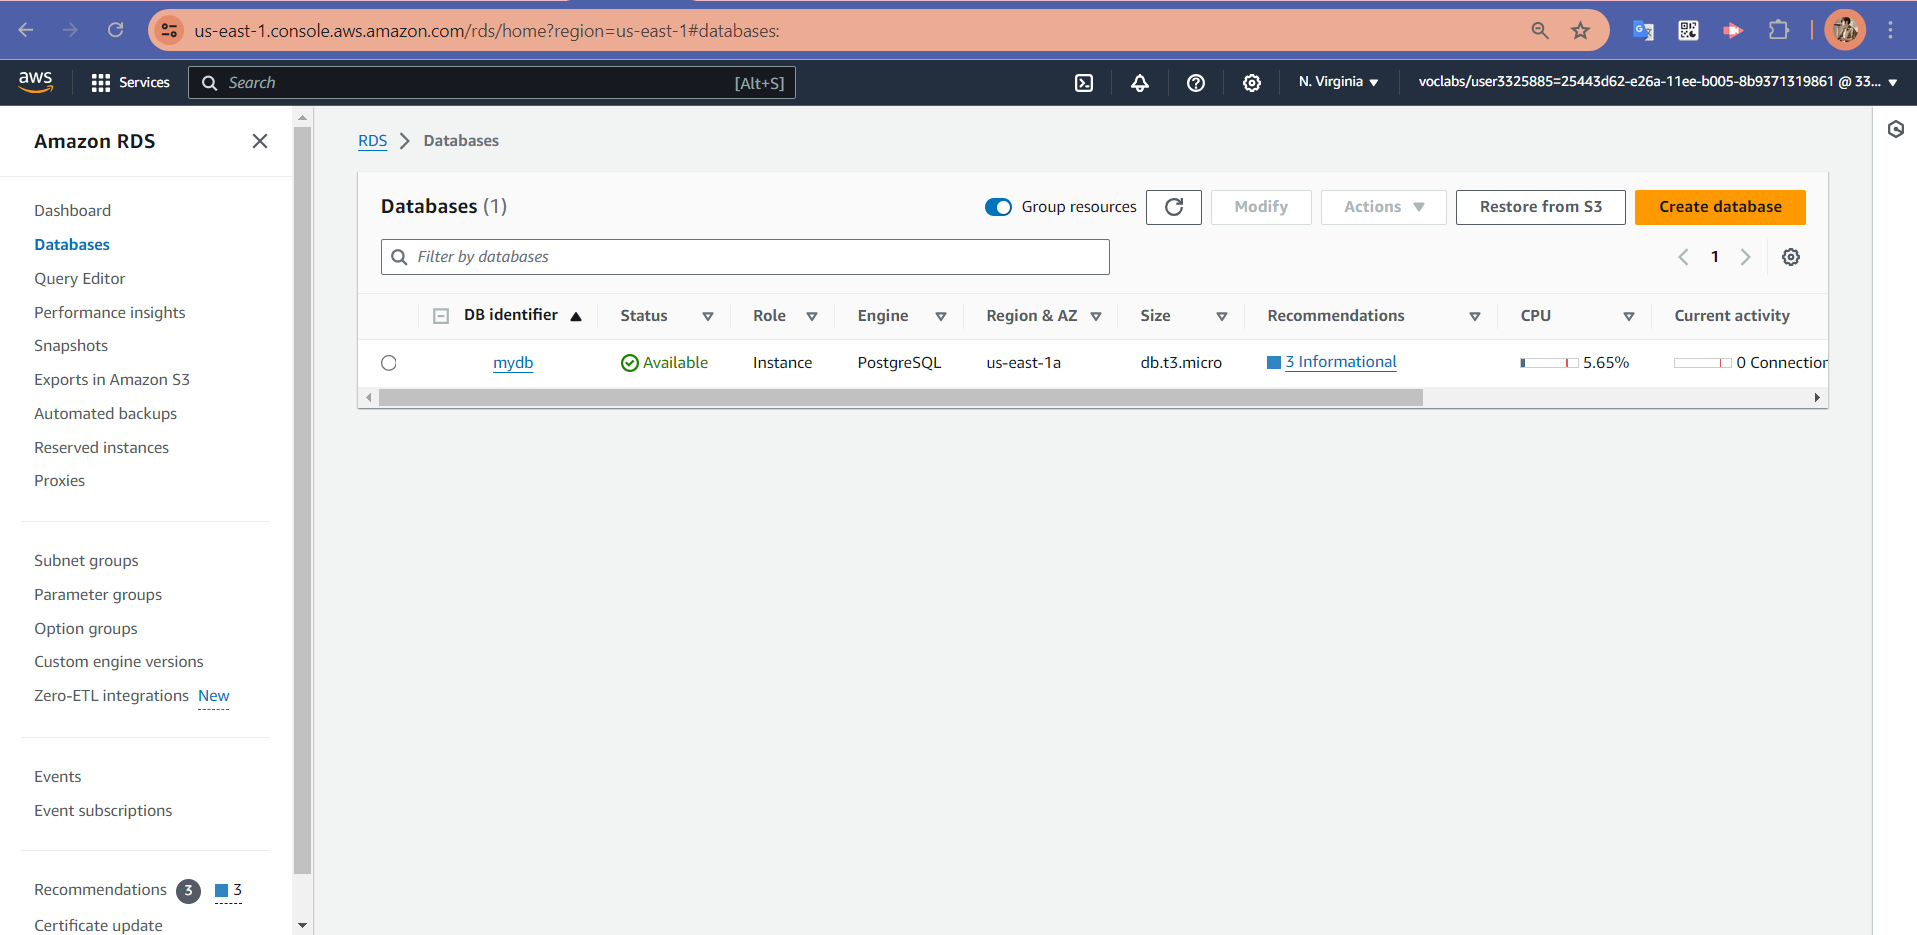 us-east-1.console.aws.amazon.com/rds/home?region=us-east-1#databases:
aws Services Search [Alt+S] N. Virginia voclabs/user3325885=25443d62-e26a-11ee-b005-8b9371319861 @ 33...
Amazon RDS
Dashboard
Databases
Query Editor
Performance insights
Snapshots
Exports in Amazon S3
Automated backups
Reserved instances
Proxies
Subnet groups
Parameter groups
Option groups
Custom engine versions
Zero-ETL integrations New
Events
Event subscriptions
Recommendations 3 3
Certificate update
RDS Databases
Databases (1) Group resources Modify Actions Restore from S3 Create database
Filter by databases 1
DB identifier Status Role Engine Region & AZ Size Recommendations CPU Current activity
mydb Available Instance PostgreSQL us-east-1a db.t3.micro 3 Informational 5.65% 0 Connection